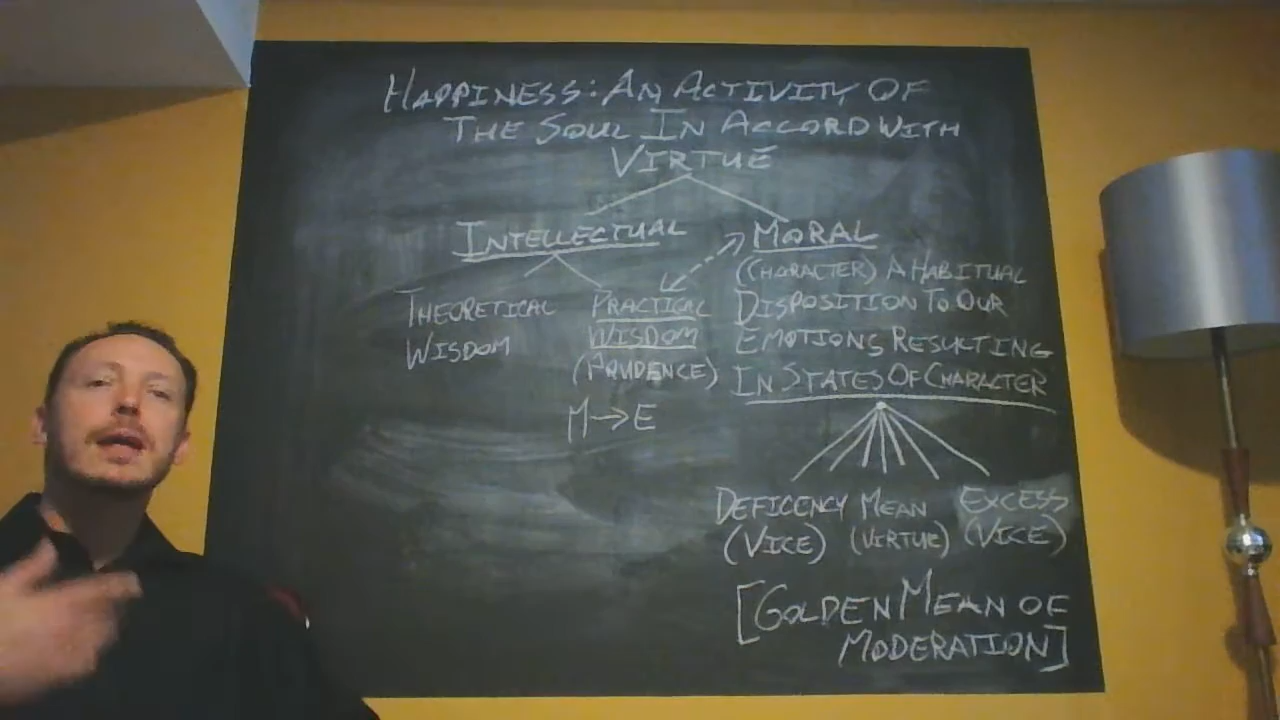 HAPPINESS: AN ACTIVITY OF
THE SOUL IN ACCORD WITH
VIRTUE
INTELLECTUAL
THEORETICAL
WISDOM
PRACTICAL
WISDOM
(PRUDENCE)
M→E
MORAL
(CHARACTER) A HABITUAL
DISPOSITION TO OUR
EMOTIONS RESULTING
IN STATES OF CHARACTER
DEFICENCY MEAN EXCESS
(VICE) (VIRTUE) (VICE)
[GOLDEN MEAN OF
MODERATION]